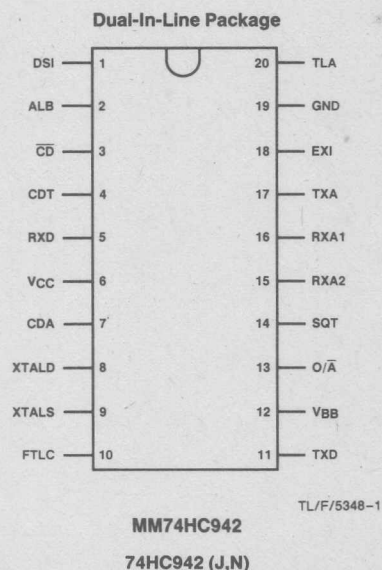 Dual-In-Line Package
DSI 1 20 TLA
ALB 2 19 GND
C̅D̅ 3 18 EXI
CDT 4 17 TXA
RXD 5 16 RXA1
VCC 6 15 RXA2
CDA 7 14 SQT
XTALD 8 13 O/A̅
XTALS 9 12 VBB
FTLC 10 11 TXD
TL/F/5348-1
MM74HC942
74HC942 (J,N)